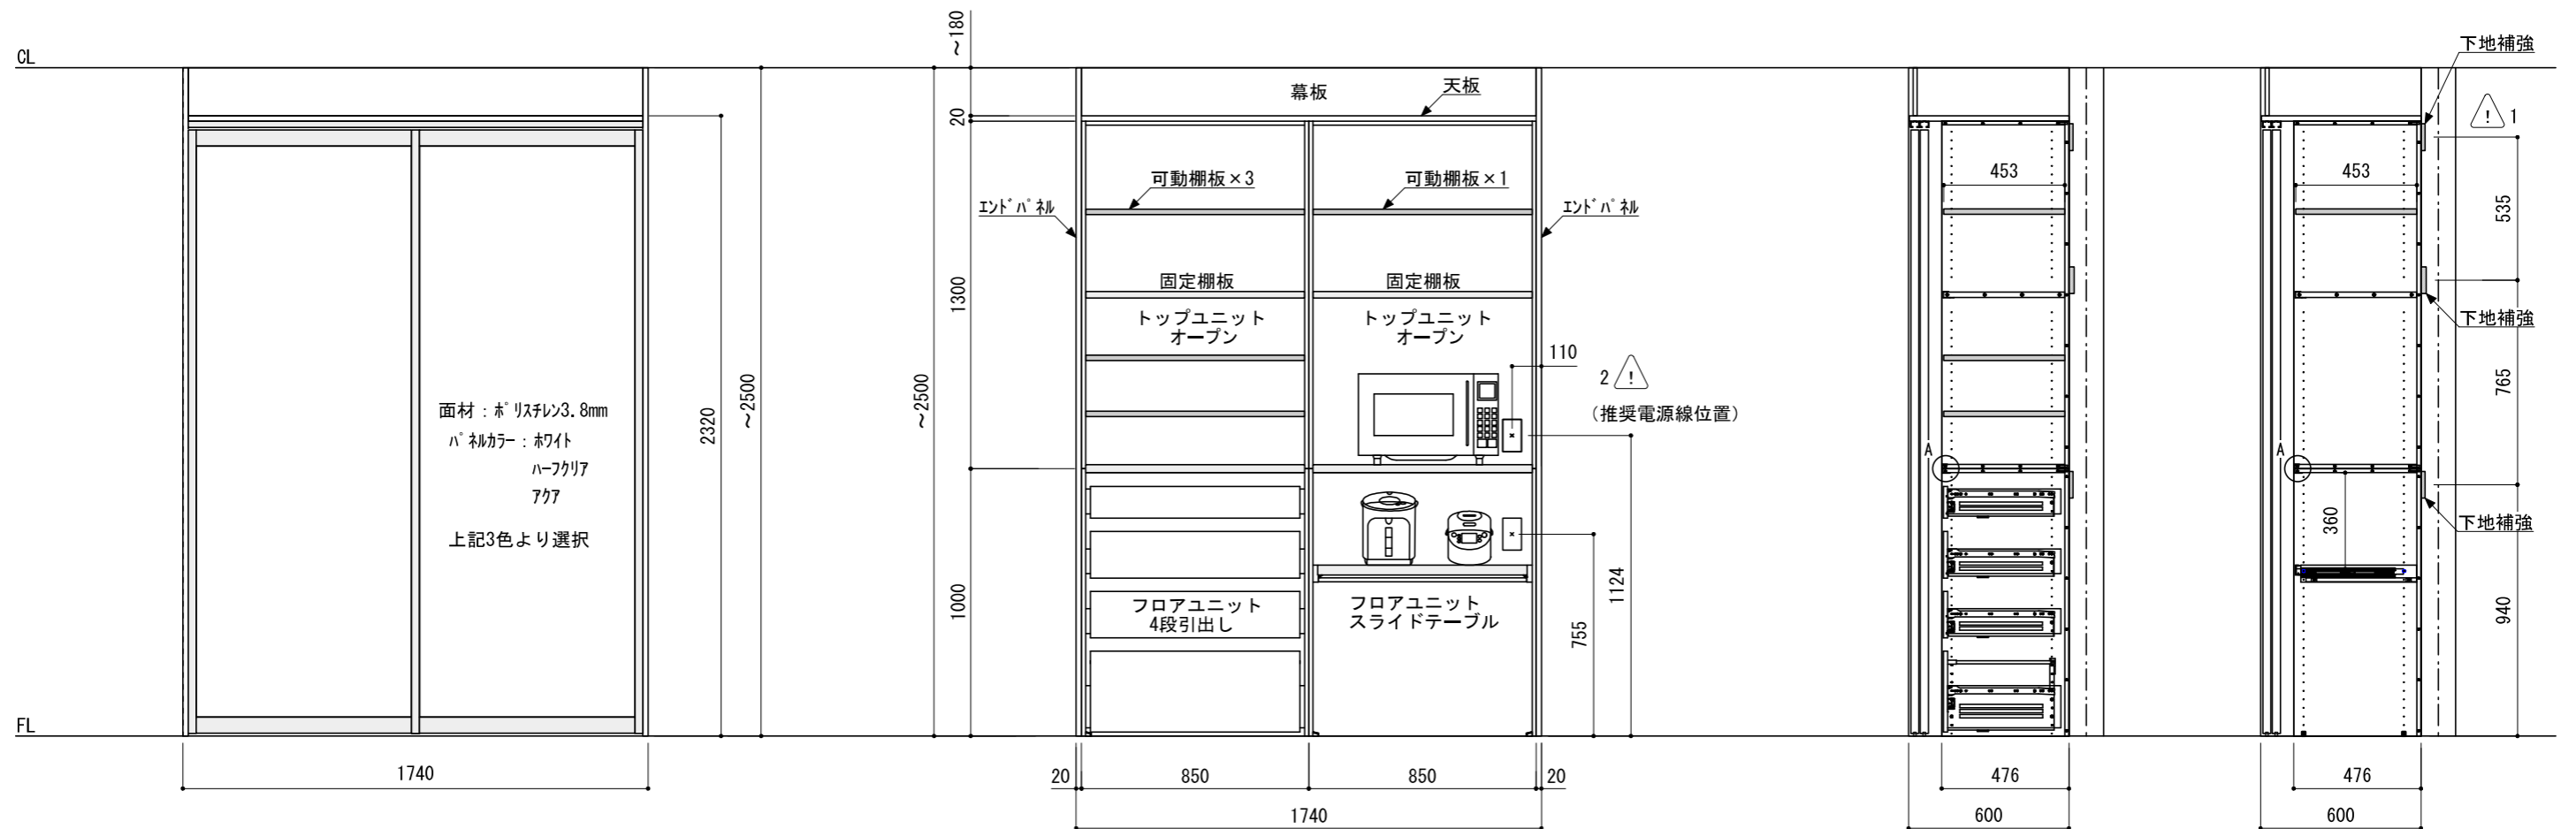 CL
FL
面材：ﾎﾟﾘｽﾁﾚﾝ3.8mm
ﾊﾟﾈﾙｶﾗｰ：ﾎﾜｲﾄ
ﾊｰﾌｸﾘｱ
ｱｸｱ
上記3色より選択
1740
2320
～2500
～2500
～180
20
1300
1000
幕板
天板
可動棚板×3
可動棚板×1
ｴﾝﾄﾞﾊﾟﾈﾙ
ｴﾝﾄﾞﾊﾟﾈﾙ
固定棚板
固定棚板
トップユニット
オープン
トップユニット
オープン
110
2 !
（推奨電源線位置）
フロアユニット
4段引出し
フロアユニット
スライドテーブル
755
1124
20
850
850
20
1740
453
A
476
600
453
A
360
476
600
下地補強
! 1
535
下地補強
765
下地補強
940